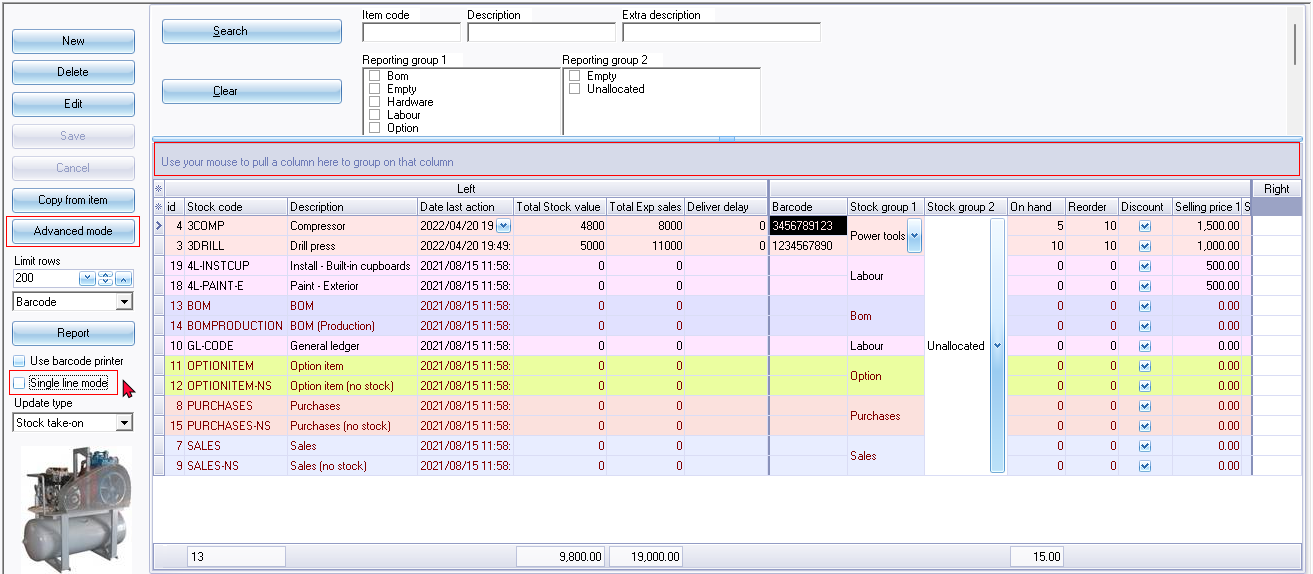 Item code Description Extra description
New Search
Delete
Edit Clear
Reporting group 1 Reporting group 2
Bom Empty
Empty Unallocated
Hardware
Labour
Option
Save
Cancel
Copy from item
Advanced mode
Limit rows
200
Barcode
Report
Use barcode printer
Single line mode
Update type
Stock take-on
Use your mouse to pull a column here to group on that column
Left Right
id Stock code Description Date last action Total Stock value Total Exp sales Deliver delay Barcode Stock group 1 Stock group 2 On hand Reorder Discount Selling price 1 S
4 3COMP Compressor 2022/04/20 19 4800 8000 0 3456789123 Power tools 5 10 1,500.00
3 3DRILL Drill press 2022/04/20 19:49: 5000 11000 0 1234567890 10 10 1,000.00
19 4L-INSTCUP Install - Built-in cupboards 2021/08/15 11:58: 0 0 0 Labour 0 0 500.00
18 4L-PAINT-E Paint - Exterior 2021/08/15 11:58: 0 0 0 0 0 500.00
13 BOM BOM 2021/08/15 11:58: 0 0 0 Bom 0 0 0.00
14 BOMPRODUCTION BOM (Production) 2021/08/15 11:58: 0 0 0 0 0 0.00
10 GL-CODE General ledger 2021/08/15 11:58: 0 0 0 Labour Unallocated 0 0 0.00
11 OPTIONITEM Option item 2021/08/15 11:58: 0 0 0 Option 0 0 0.00
12 OPTIONITEM-NS Option item (no stock) 2021/08/15 11:58: 0 0 0 0 0 0.00
8 PURCHASES Purchases 2021/08/15 11:58: 0 0 0 Purchases 0 0 0.00
15 PURCHASES-NS Purchases (no stock) 2021/08/15 11:58: 0 0 0 0 0 0.00
7 SALES Sales 2021/08/15 11:58: 0 0 0 Sales 0 0 0.00
9 SALES-NS Sales (no stock) 2021/08/15 11:58: 0 0 0 0 0 0.00
13 9,800.00 19,000.00 15.00